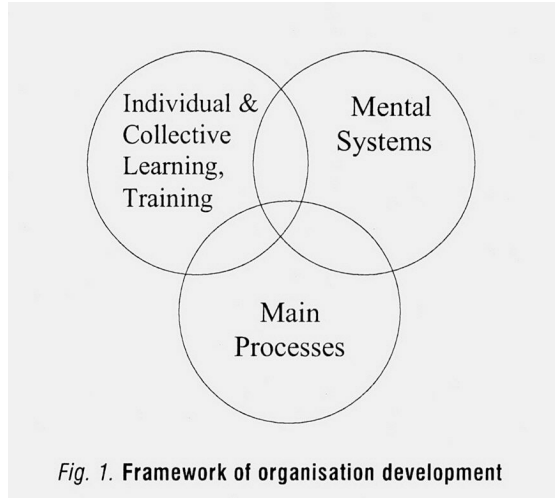 Individual &
Collective
Learning,
Training
Mental
Systems
Main
Processes
Fig. 1. Framework of organisation development